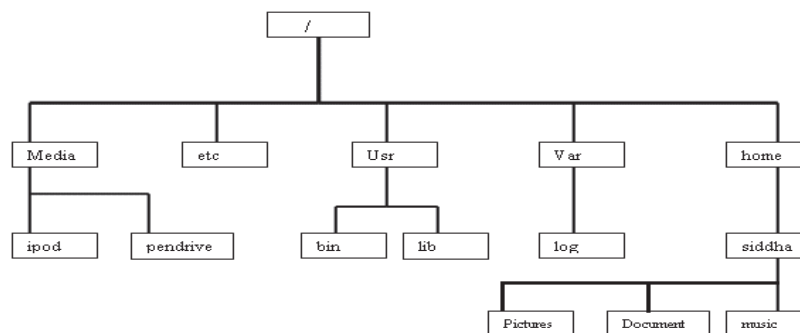 /
Media etc Usr Var home
ipod pendrive bin lib log siddha
Pictures Document music